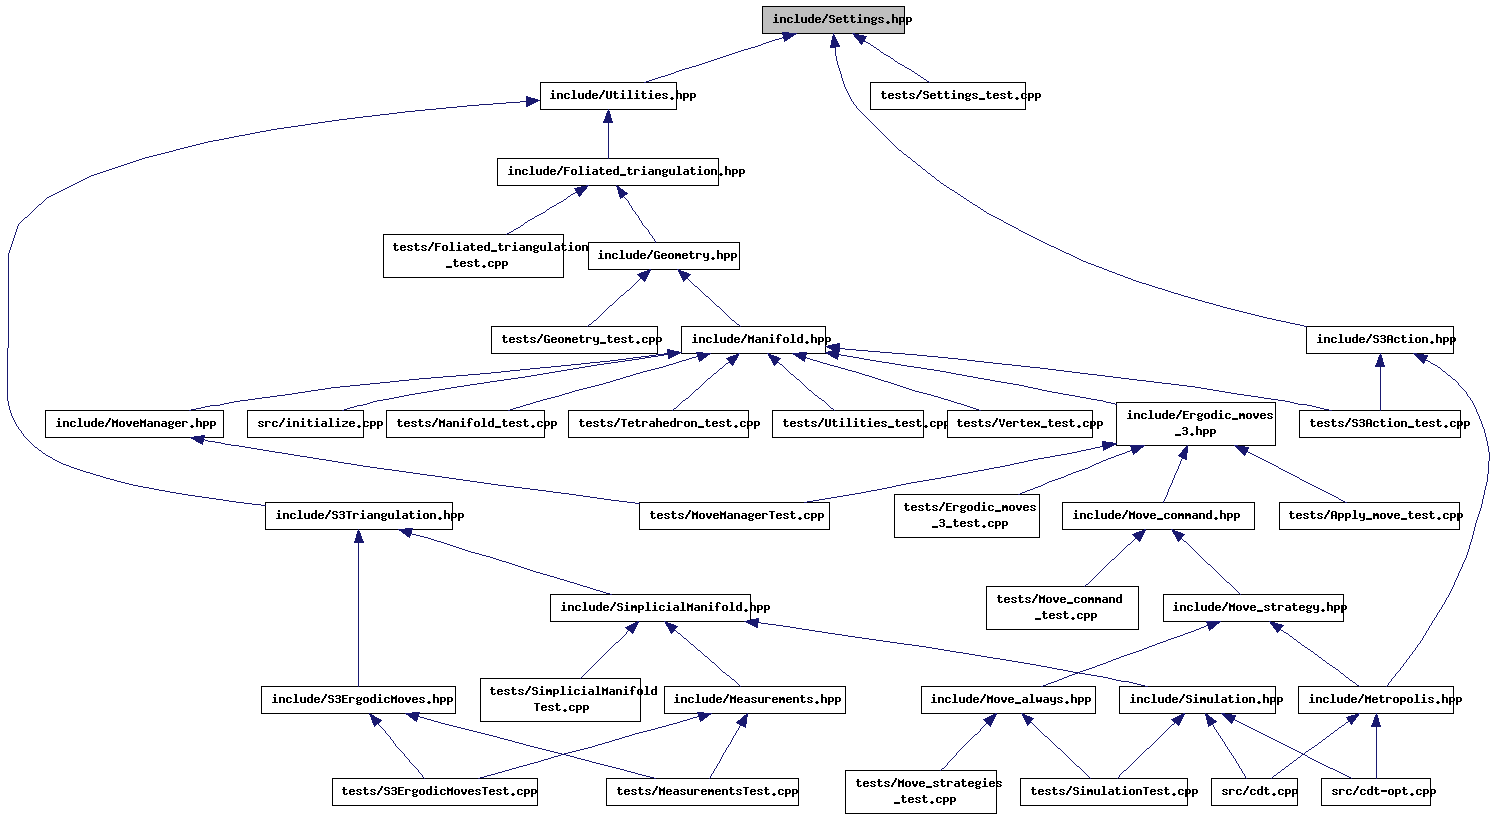 include/Settings.hpp
include/Utilities.hpp
tests/Settings_test.cpp
include/Foliated_triangulation.hpp
tests/Foliated_triangulation
_test.cpp
include/Geometry.hpp
tests/Geometry_test.cpp
include/Manifold.hpp
include/S3Action.hpp
include/MoveManager.hpp
src/initialize.cpp
tests/Manifold_test.cpp
tests/Tetrahedron_test.cpp
tests/Utilities_test.cpp
tests/Vertex_test.cpp
include/Ergodic_moves
_3.hpp
tests/S3Action_test.cpp
include/S3Triangulation.hpp
tests/MoveManagerTest.cpp
tests/Ergodic_moves
_3_test.cpp
include/Move_command.hpp
tests/Apply_move_test.cpp
include/SimplicialManifold.hpp
tests/Move_command
_test.cpp
include/Move_strategy.hpp
include/S3ErgodicMoves.hpp
tests/SimplicialManifold
Test.cpp
include/Measurements.hpp
include/Move_always.hpp
include/Simulation.hpp
include/Metropolis.hpp
tests/S3ErgodicMovesTest.cpp
tests/MeasurementsTest.cpp
tests/Move_strategies
_test.cpp
tests/SimulationTest.cpp
src/cdt.cpp
src/cdt-opt.cpp